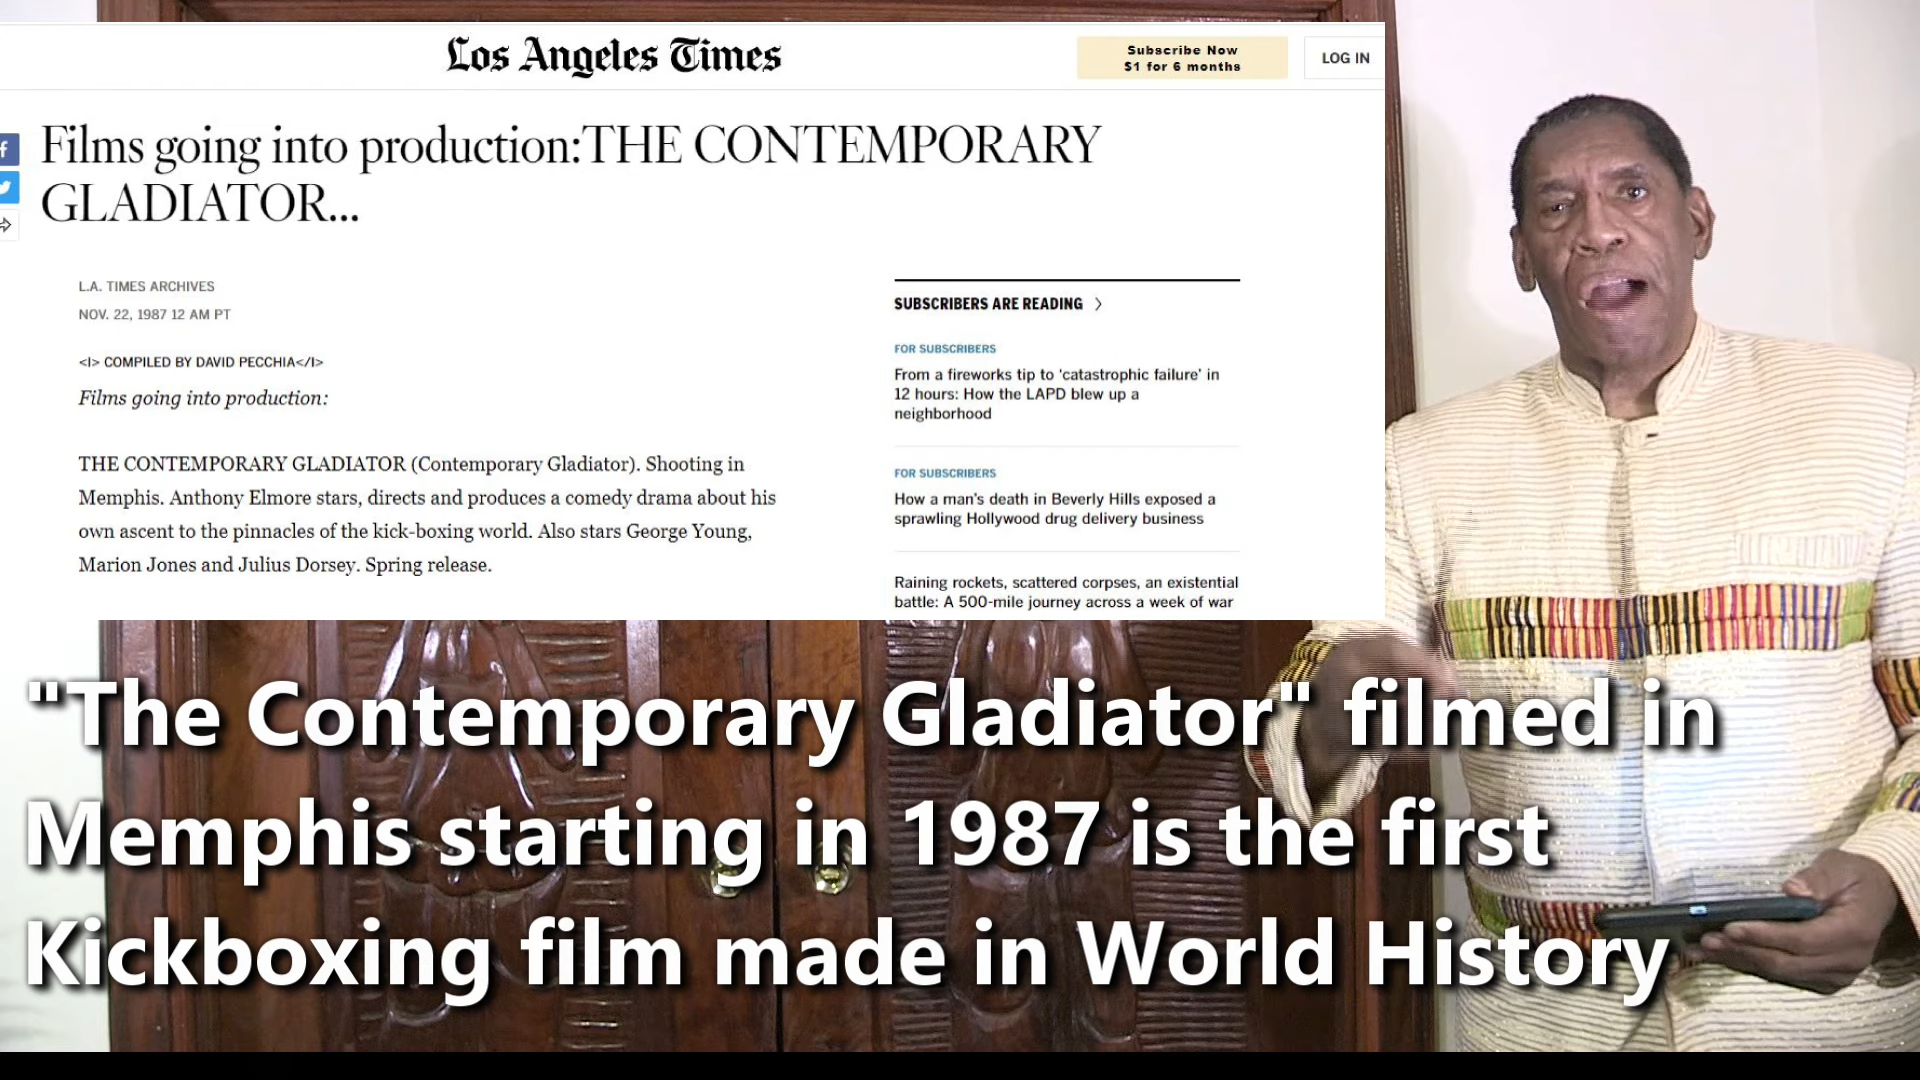 Los Angeles Times
Subscribe Now
$1 for 6 months
LOG IN
Films going into production:THE CONTEMPORARY
GLADIATOR...
L.A. TIMES ARCHIVES
NOV. 22, 1987 12 AM PT
<I> COMPILED BY DAVID PECCHIA</I>
Films going into production:
THE CONTEMPORARY GLADIATOR (Contemporary Gladiator). Shooting in
Memphis. Anthony Elmore stars, directs and produces a comedy drama about his
own ascent to the pinnacles of the kick-boxing world. Also stars George Young,
Marion Jones and Julius Dorsey. Spring release.
SUBSCRIBERS ARE READING >
FOR SUBSCRIBERS
From a fireworks tip to ‘catastrophic failure’ in
12 hours: How the LAPD blew up a
neighborhood
FOR SUBSCRIBERS
How a man’s death in Beverly Hills exposed a
sprawling Hollywood drug delivery business
Raining rockets, scattered corpses, an existential
battle: A 500-mile journey across a week of war
"The Contemporary Gladiator" filmed in
Memphis starting in 1987 is the first
Kickboxing film made in World History